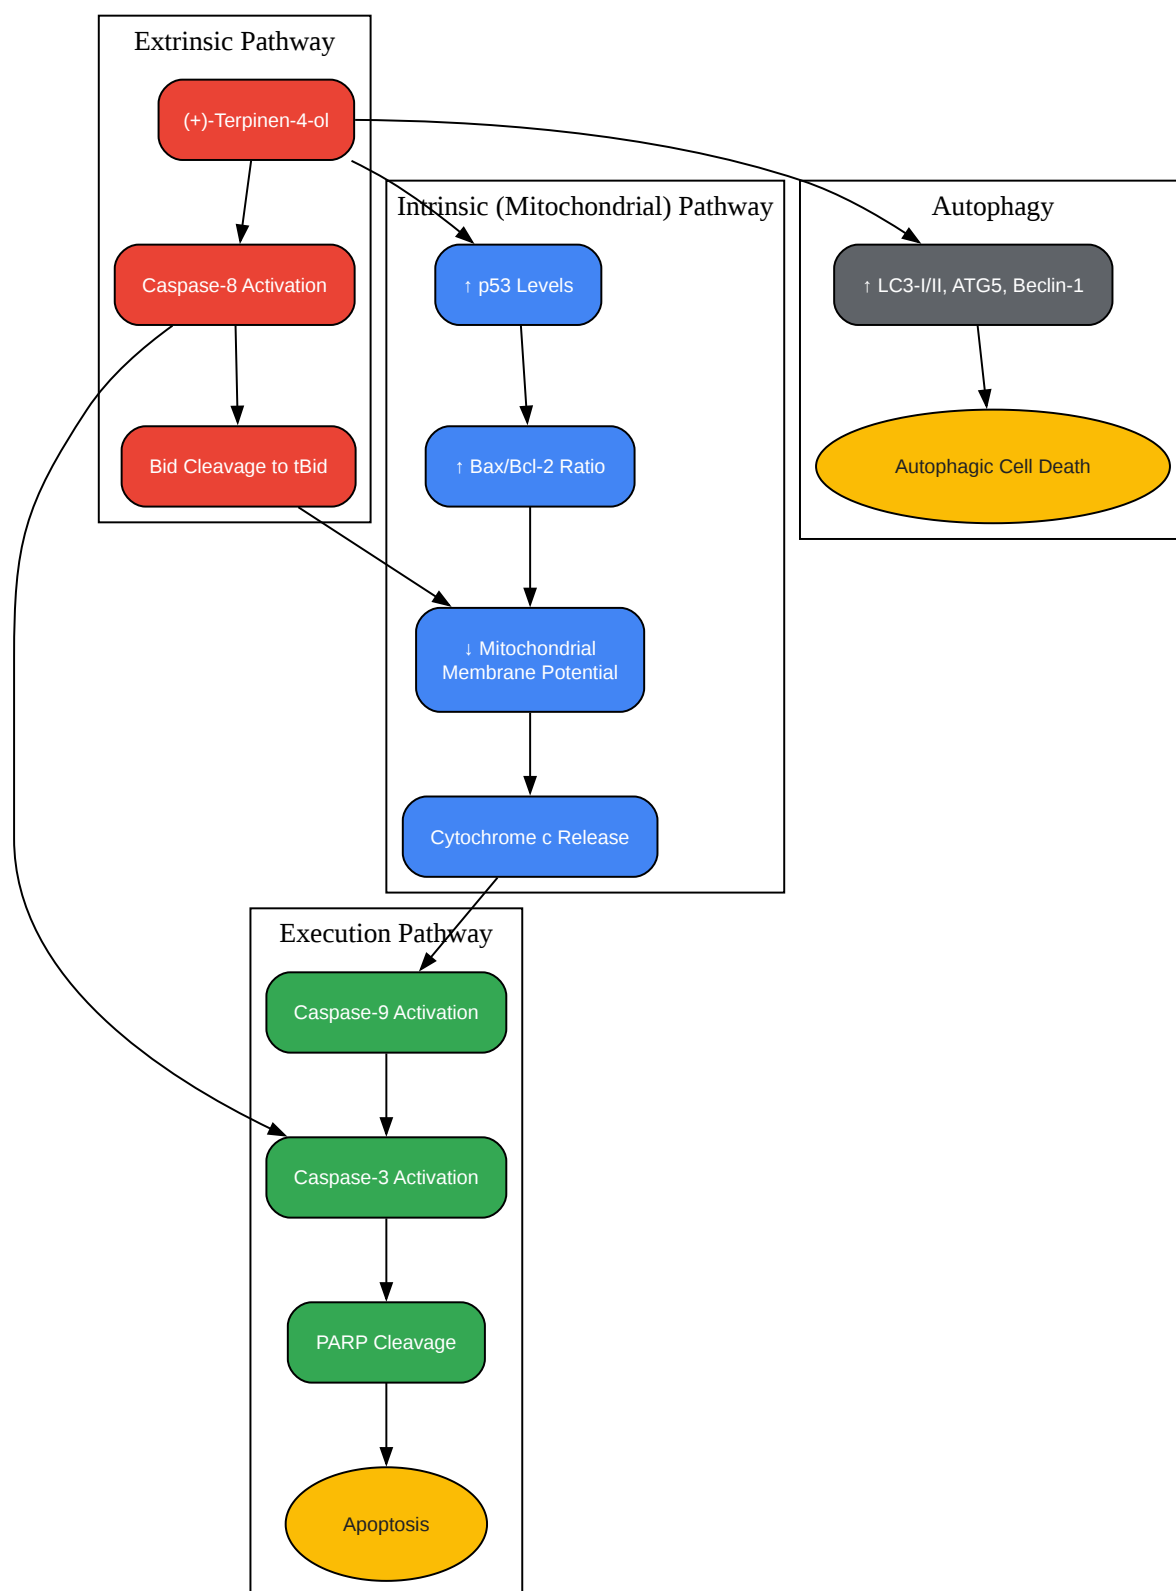 Extrinsic Pathway
(+)-Terpinen-4-ol
Caspase-8 Activation
Bid Cleavage to tBid
Intrinsic (Mitochondrial) Pathway
↑ p53 Levels
↑ Bax/Bcl-2 Ratio
↓ Mitochondrial
Membrane Potential
Cytochrome c Release
Autophagy
↑ LC3-I/II, ATG5, Beclin-1
Autophagic Cell Death
Execution Pathway
Caspase-9 Activation
Caspase-3 Activation
PARP Cleavage
Apoptosis